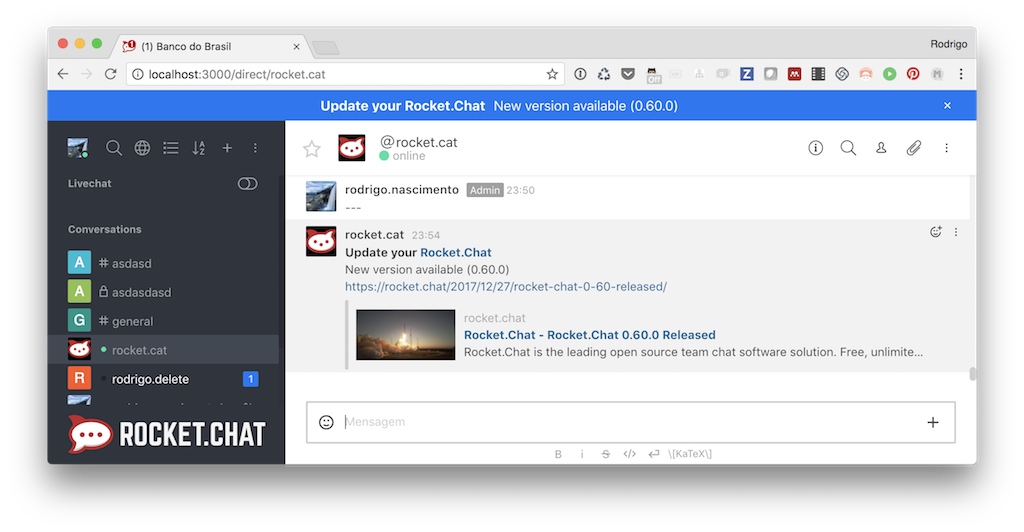 (1) Banco do Brasil
Rodrigo
localhost:3000/direct/rocket.cat
Off
Z
M
Update your Rocket.Chat New version available (0.60.0)
Livechat
Conversations
A # asdasd
A asdasdasd
G # general
rocket.cat
R rodrigo.delete 1
ROCKET.CHAT
@rocket.cat
online
rodrigo.nascimento Admin 23:50
---
rocket.cat 23:54
Update your Rocket.Chat
New version available (0.60.0)
https://rocket.chat/2017/12/27/rocket-chat-0-60-released/
rocket.chat
Rocket.Chat - Rocket.Chat 0.60.0 Released
Rocket.Chat is the leading open source team chat software solution. Free, unlimite...
Mensagem
B i S </> \[KaTeX\]